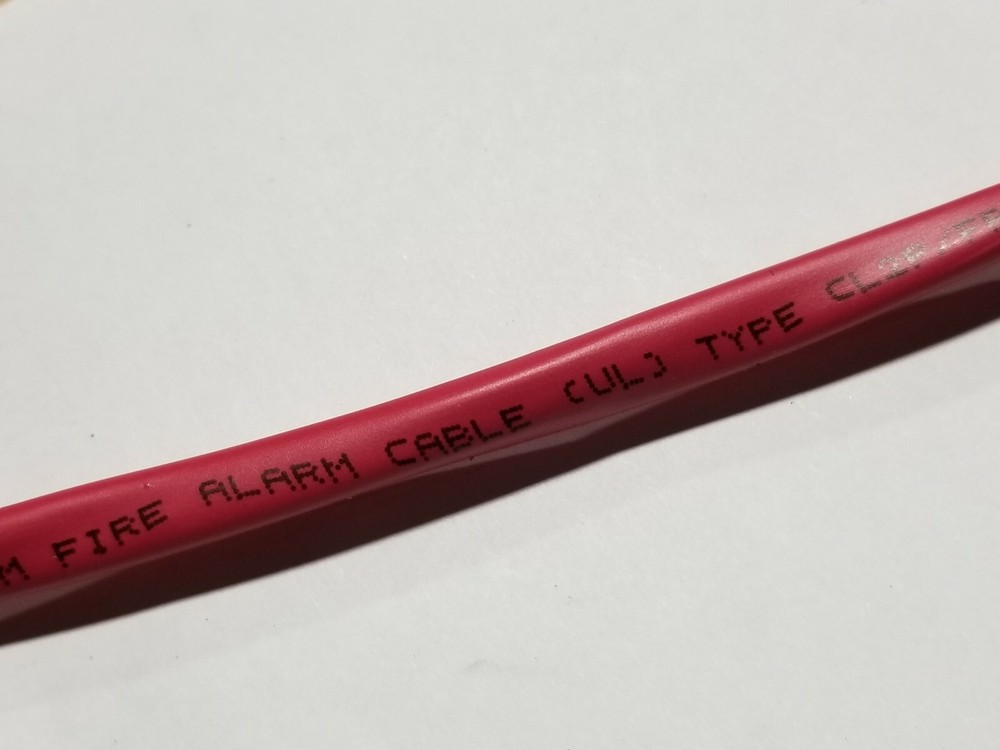 M FIRE ALARM CABLE (UL) TYPE